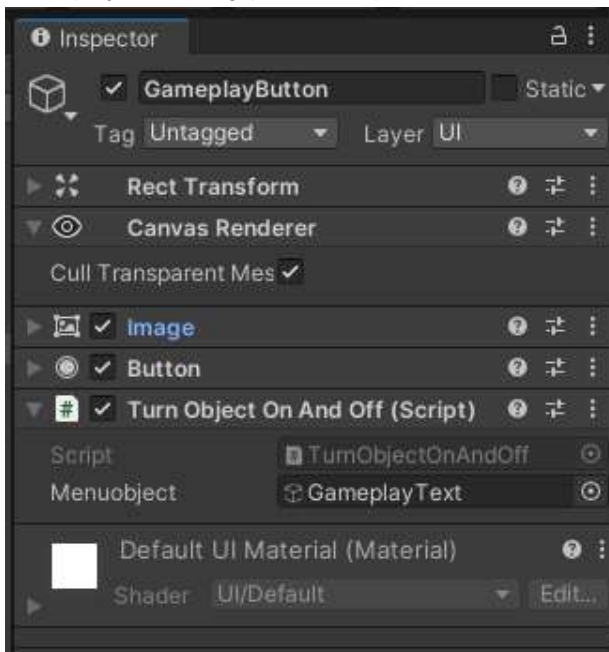 Inspector
GameplayButton Static
Tag Untagged Layer UI
Rect Transform
Canvas Renderer
Cull Transparent Mes
Image
Button
# Turn Object On And Off (Script)
Script TurnObjectOnAndOff
Menuobject GameplayText
Default UI Material (Material)
Shader UI/Default Edit...